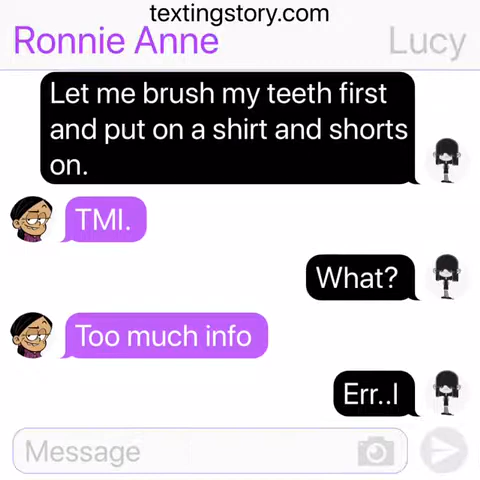 textingstory.com
Ronnie Anne
Lucy
Let me brush my teeth first
and put on a shirt and shorts
on.
TMI.
What?
Too much info
Err..I
Message